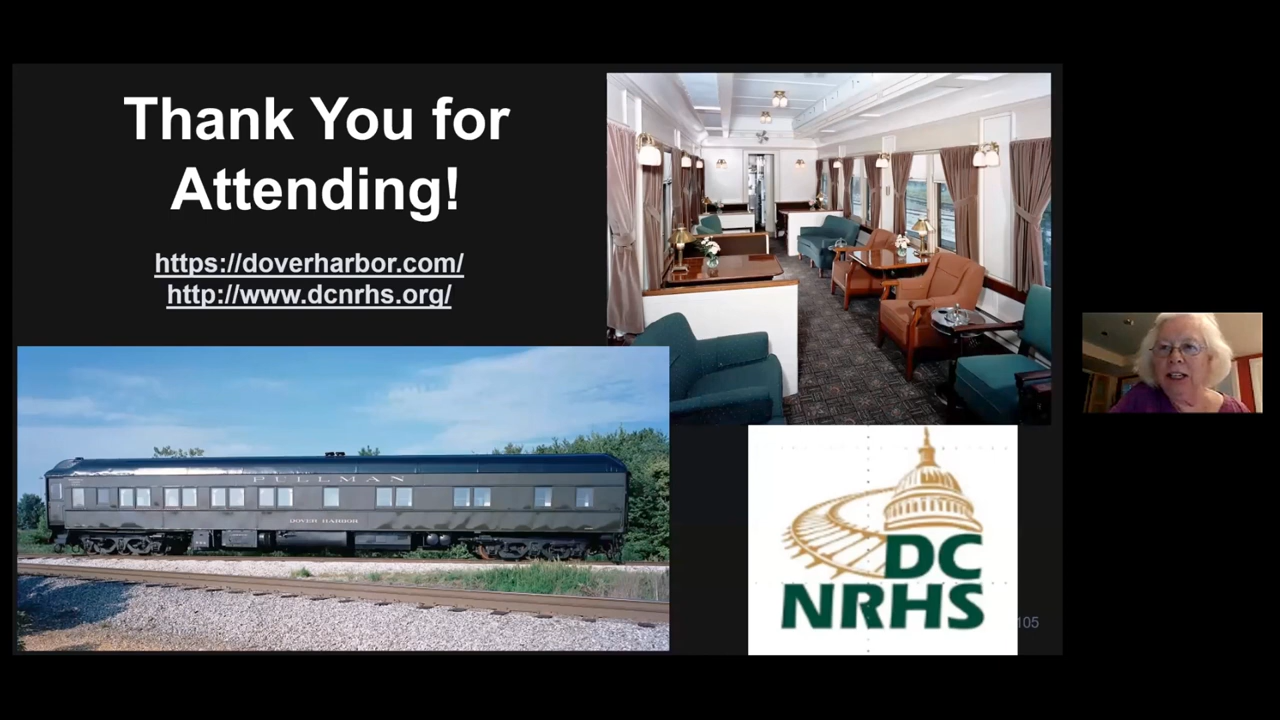 Thank You for
Attending!
https://doverharbor.com/
http://www.dcnrhs.org/
PULLMAN
DOVER HARBOR
DC
NRHS
105